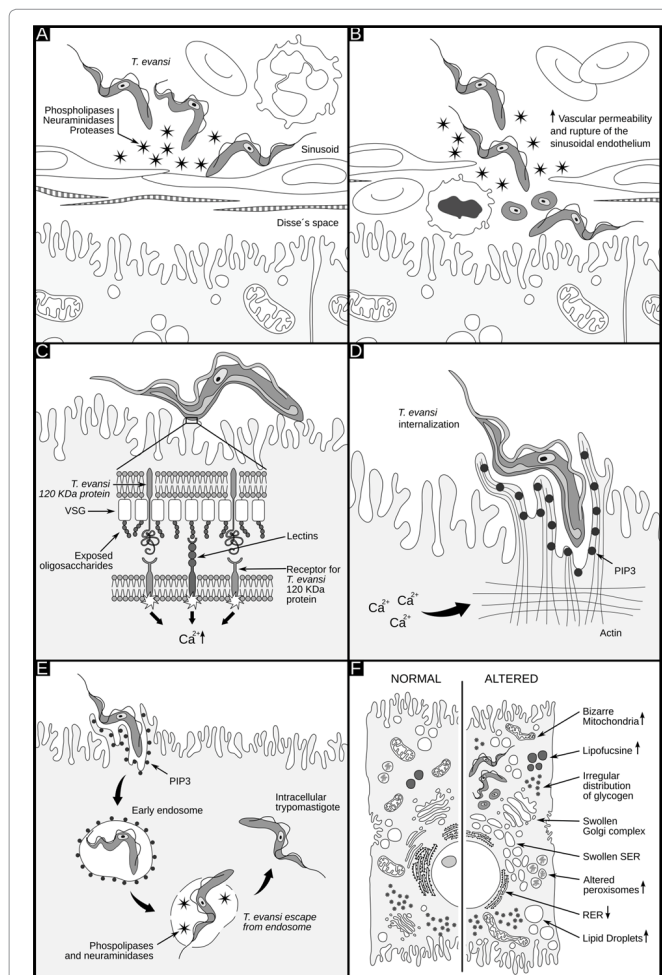 A
T. evansi
Phospholipases
Neuraminidases
Proteases
Sinusoid
Disse´s space
B
Vascular permeability
and rupture of the
sinusoidal endothelium
C
T. evansi
120 KDa protein
VSG
Exposed
oligosaccharides
Lectins
Receptor for
T. evansi
120 KDa
protein
Ca2+
D
T. evansi
internalization
PIP3
Ca2+ Ca2+
Ca2+
Actin
E
PIP3
Early endosome
Intracellular
trypomastigote
T. evansi escape
from endosome
Phospolipases
and neuraminidases
F
NORMAL ALTERED
Bizarre
Mitochondria
Lipofucsine
Irregular
distribution
of glycogen
Swollen
Golgi complex
Swollen SER
Altered
peroxisomes
RER
Lipid Droplets